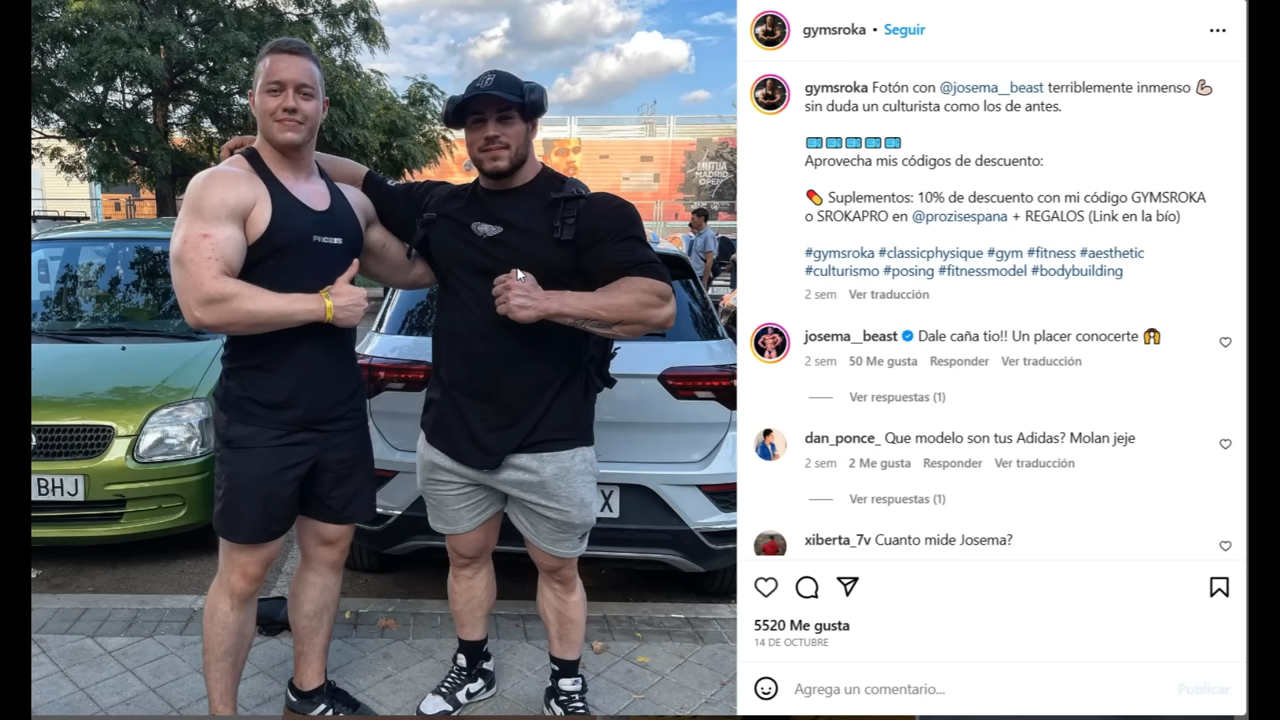 PROZIS
MUTUA
MADRID
OPEN
BHJ
X
gymsroka • Seguir
gymsroka Fotón con @josema__beast terriblemente inmenso 💪
sin duda un culturista como los de antes.
🎫🎫🎫🎫🎫
Aprovecha mis códigos de descuento:
💊 Suplementos: 10% de descuento con mi código GYMSROKA
o SROKAPRO en @prozisespana + REGALOS (Link en la bío)
#gymsroka #classicphysique #gym #fitness #aesthetic
#culturismo #posing #fitnessmodel #bodybuilding
2 sem Ver traducción
josema__beast Dale caña tio!! Un placer conocerte 🙌
2 sem 50 Me gusta Responder Ver traducción
Ver respuestas (1)
dan_ponce_ Que modelo son tus Adidas? Molan jeje
2 sem 2 Me gusta Responder Ver traducción
Ver respuestas (1)
xiberta_7v Cuanto mide Josema?
5520 Me gusta
14 DE OCTUBRE
Agrega un comentario...
Publicar